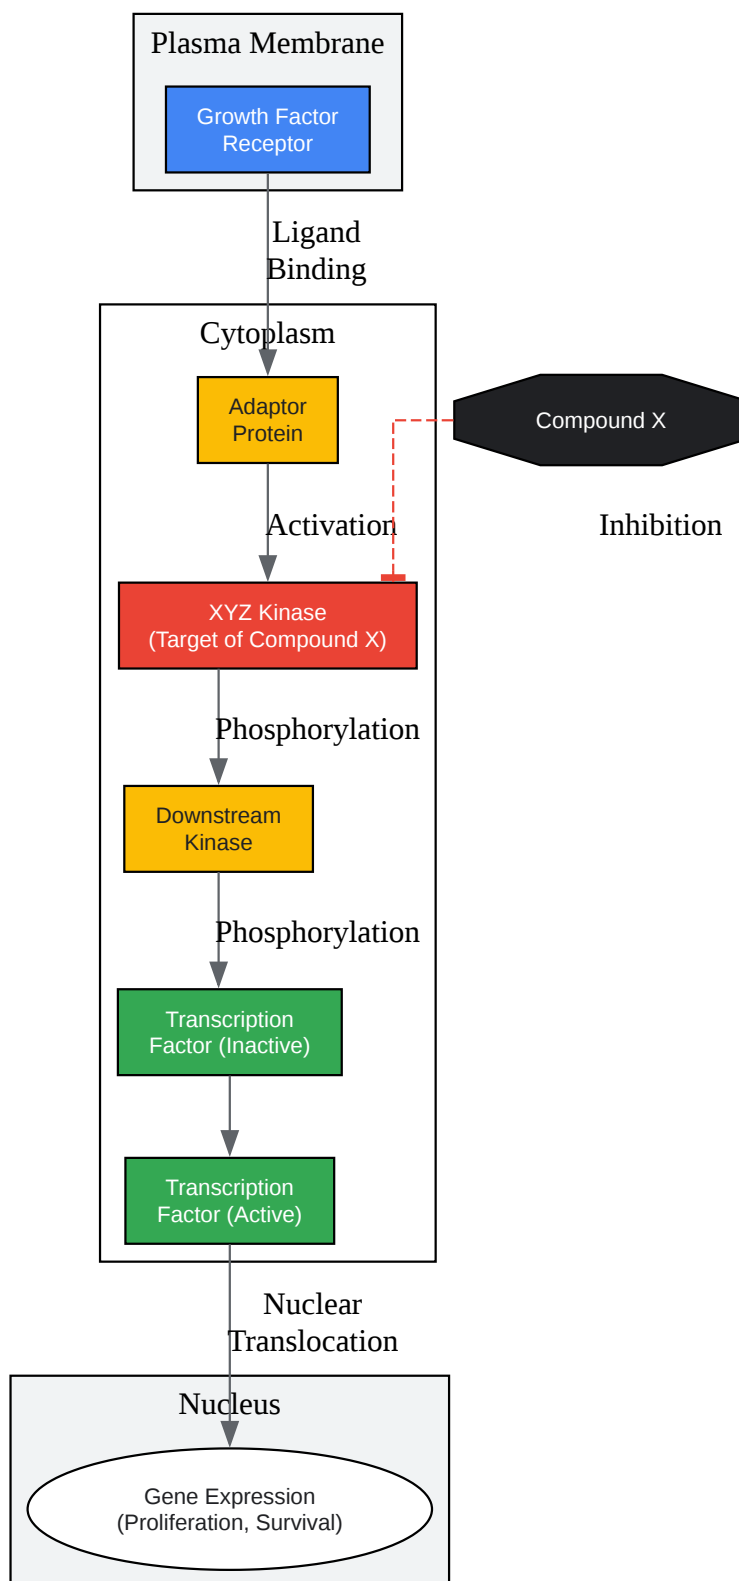 Plasma Membrane
Growth Factor
Receptor
Ligand
Binding
Cytoplasm
Adaptor
Protein
Compound X
Activation
Inhibition
XYZ Kinase
(Target of Compound X)
Phosphorylation
Downstream
Kinase
Phosphorylation
Transcription
Factor (Inactive)
Transcription
Factor (Active)
Nuclear
Translocation
Nucleus
Gene Expression
(Proliferation, Survival)